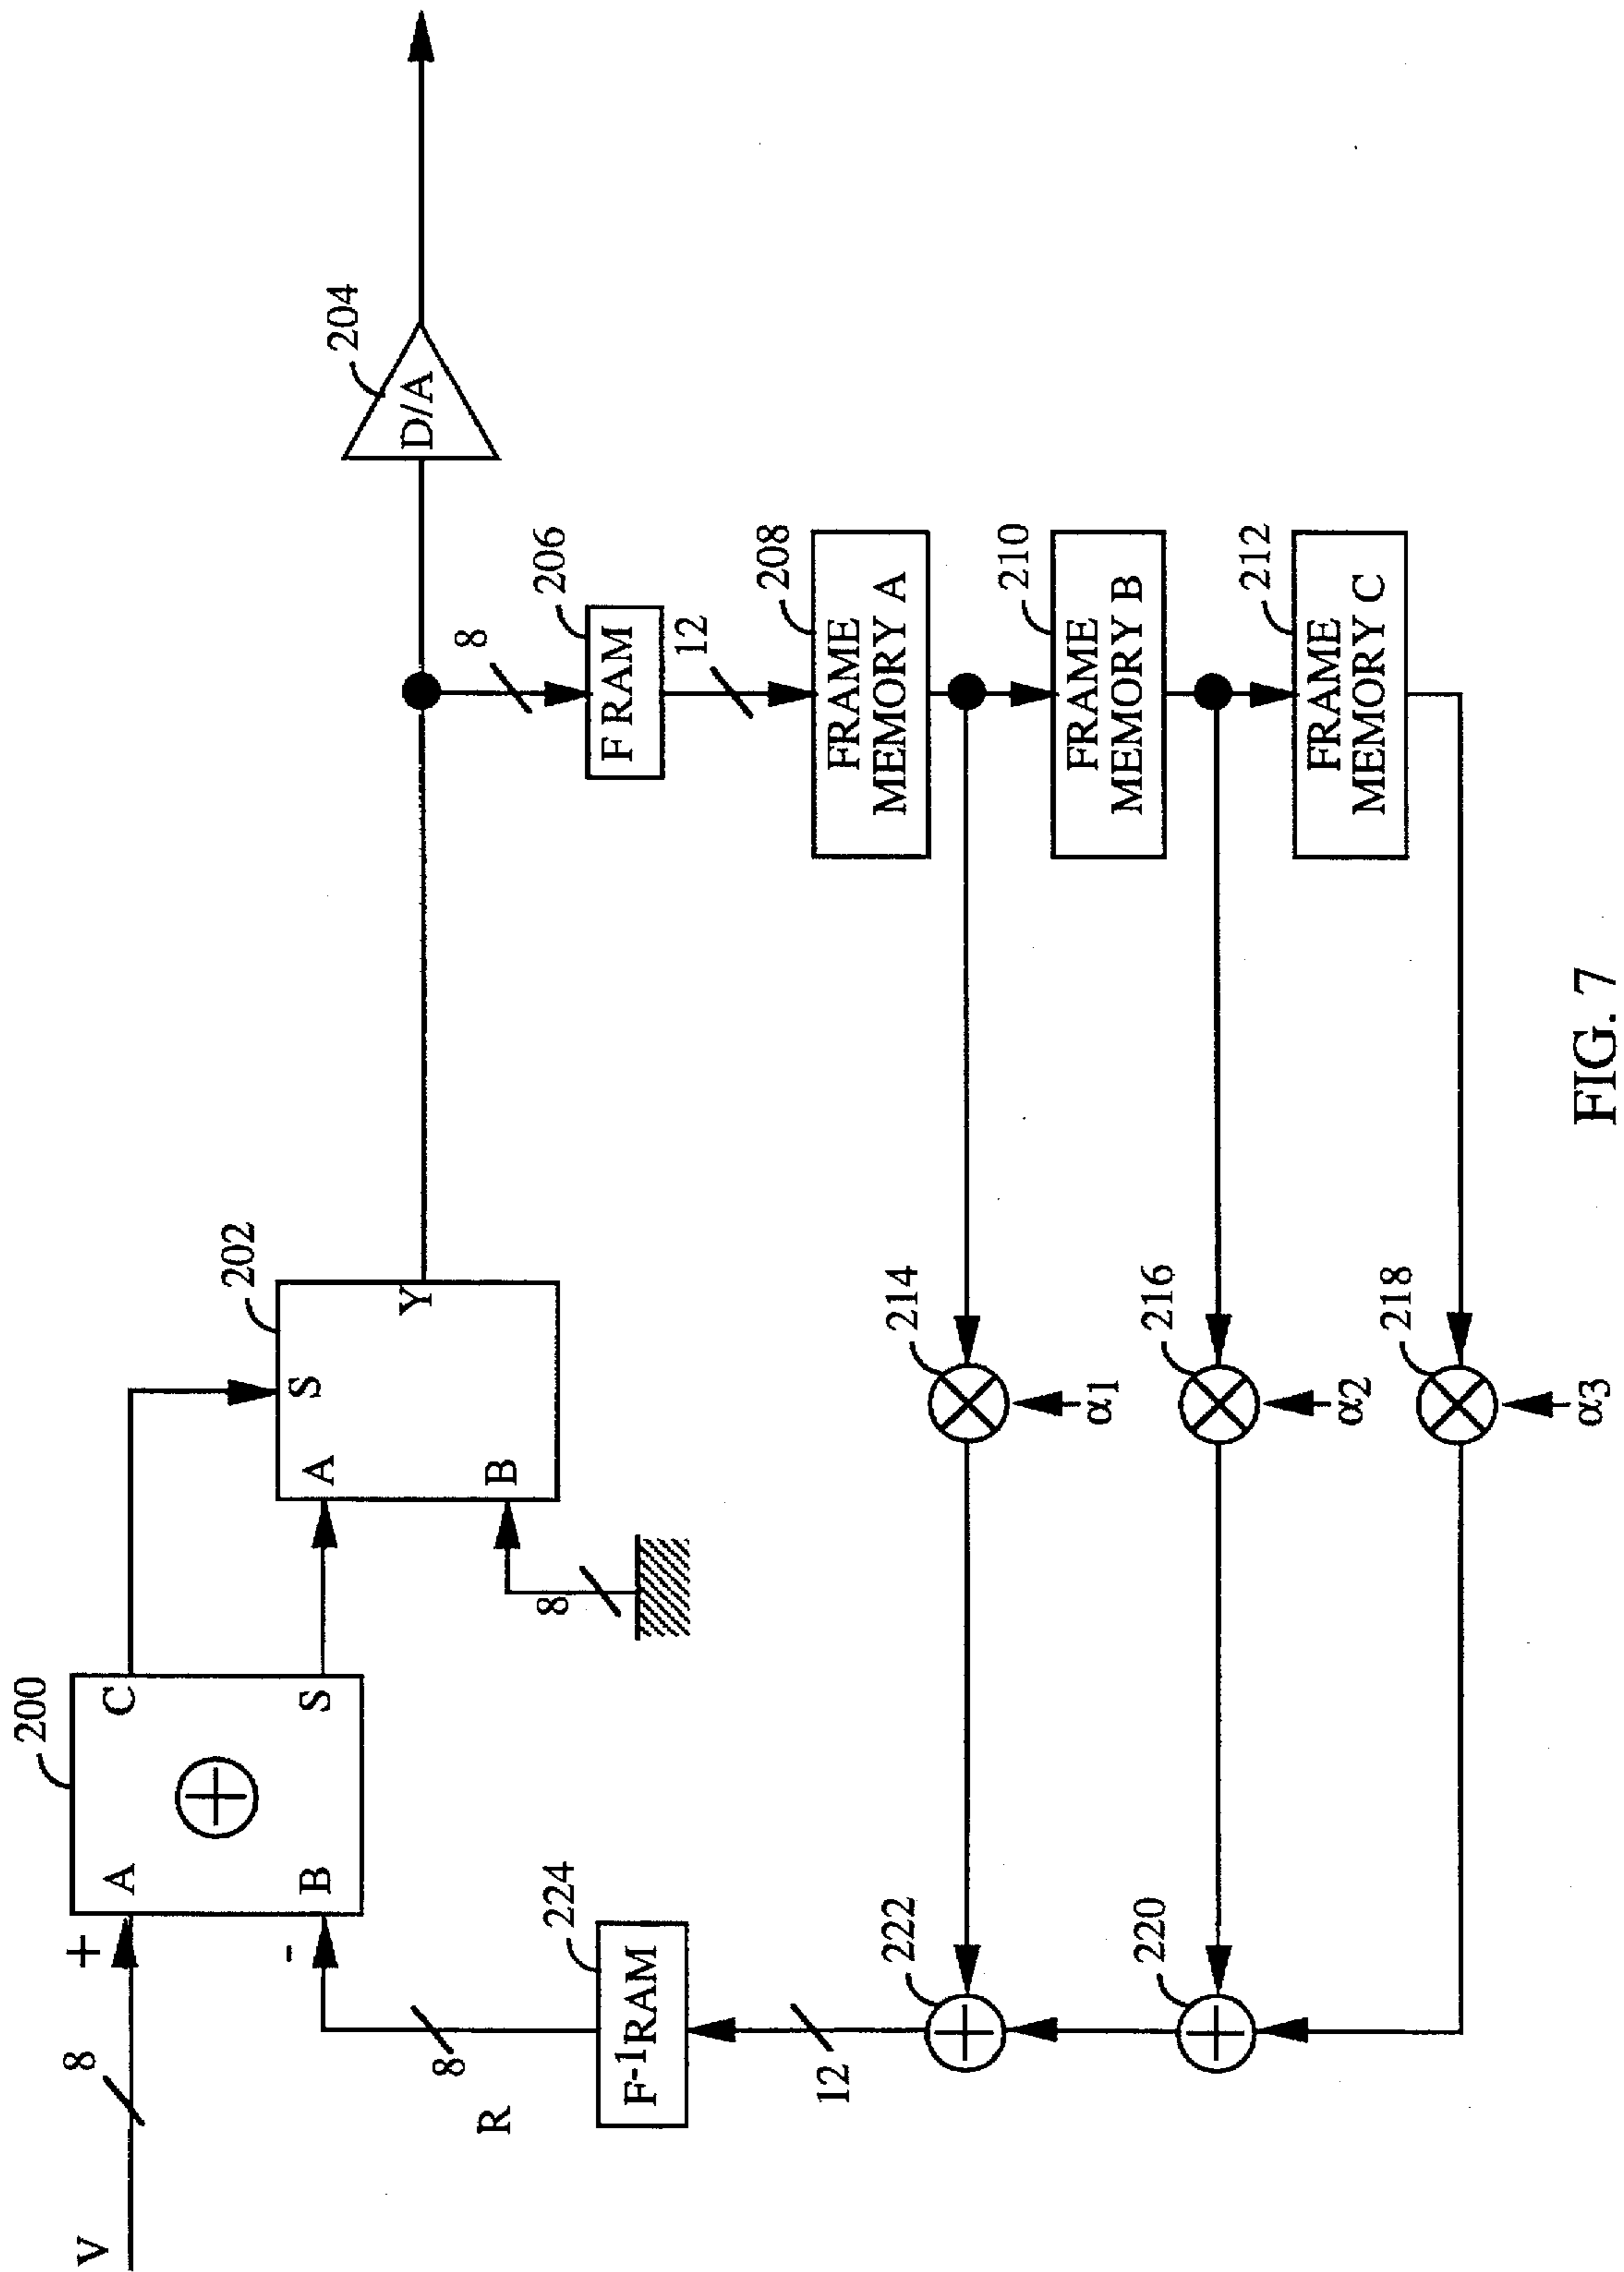 200
202
204
V
8
+
A
C
S
Y
D/A
B
S
A
-
B
8
8
8
R
F-1RAM
224
F RAM
206
12
12
222
214
α1
FRAME
MEMORY A
208
220
216
α2
FRAME
MEMORY B
210
218
α3
FRAME
MEMORY C
212
FIG. 7